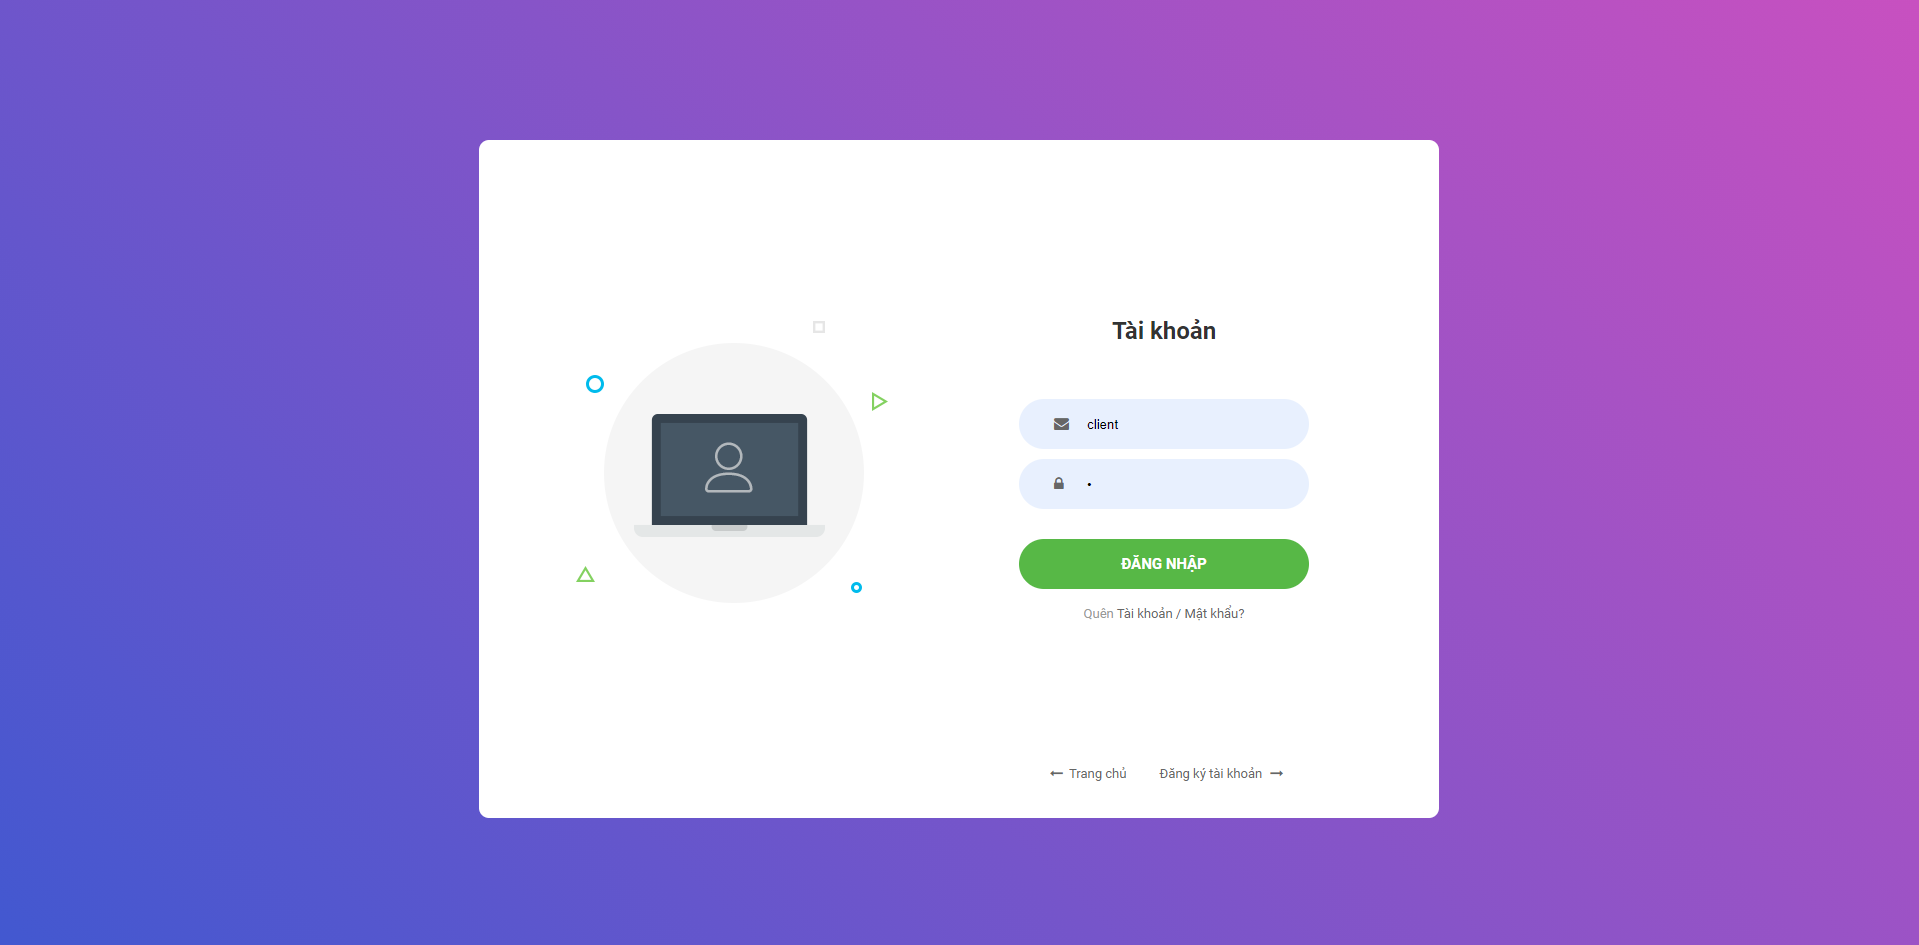 Tài khoản
client
•
ĐĂNG NHẬP
Quên Tài khoản / Mật khẩu?
Trang chủ
Đăng ký tài khoản